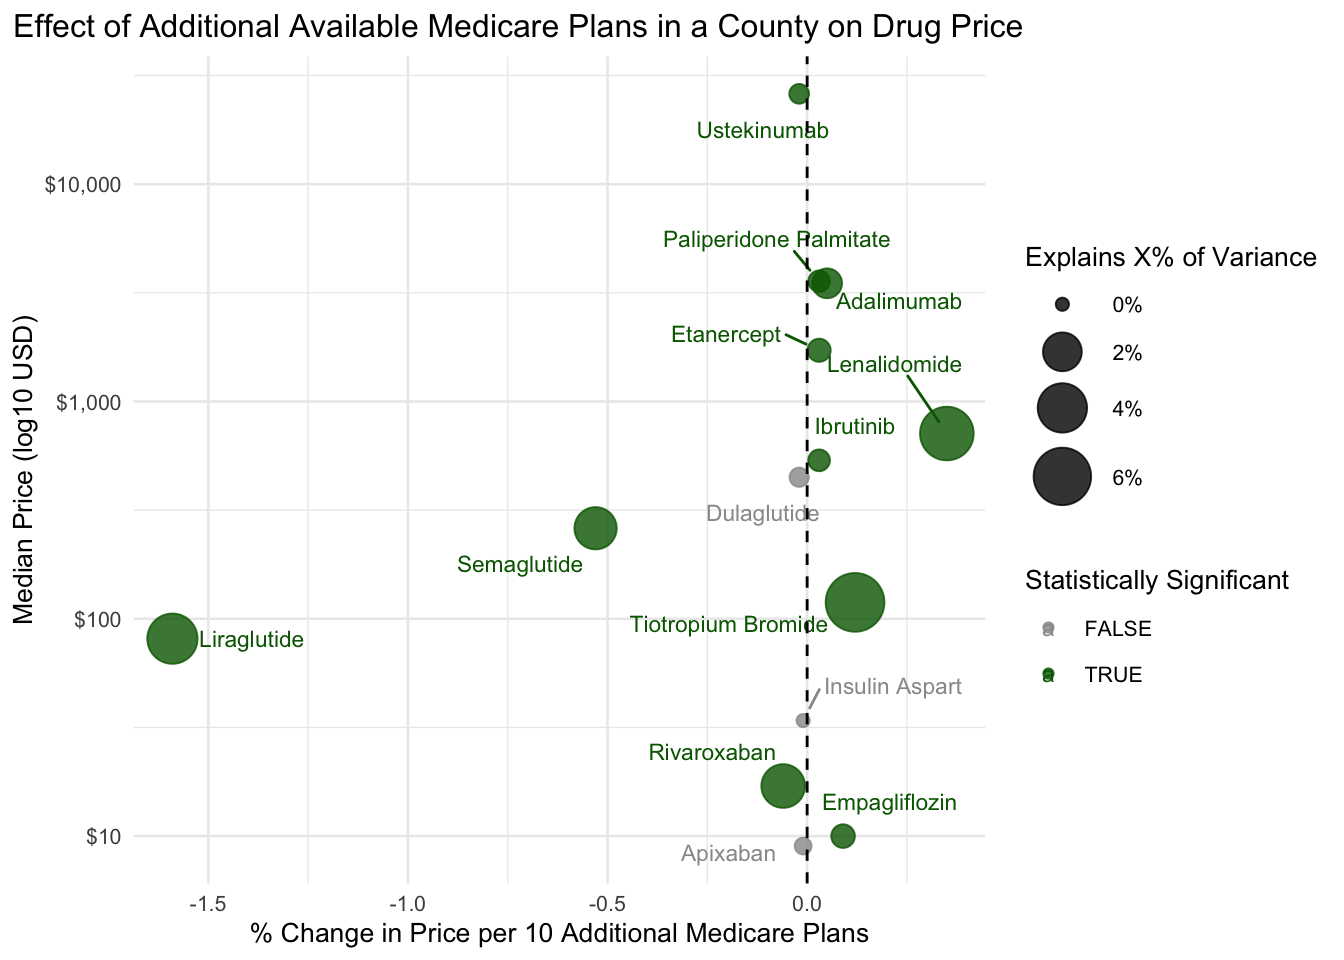 Effect of Additional Available Medicare Plans in a County on Drug Price
Ustekinumab
$10,000
Paliperidone Palmitate
Adalimumab
Etanercept
Lenalidomide
$1,000
Ibrutinib
Dulaglutide
Semaglutide
$100
Tiotropium Bromide
Liraglutide
Insulin Aspart
Rivaroxaban
Empagliflozin
$10
Apixaban
Median Price (log10 USD)
-1.5
-1.0
-0.5
0.0
% Change in Price per 10 Additional Medicare Plans
Explains X% of Variance
0%
2%
4%
6%
Statistically Significant
a FALSE
a TRUE